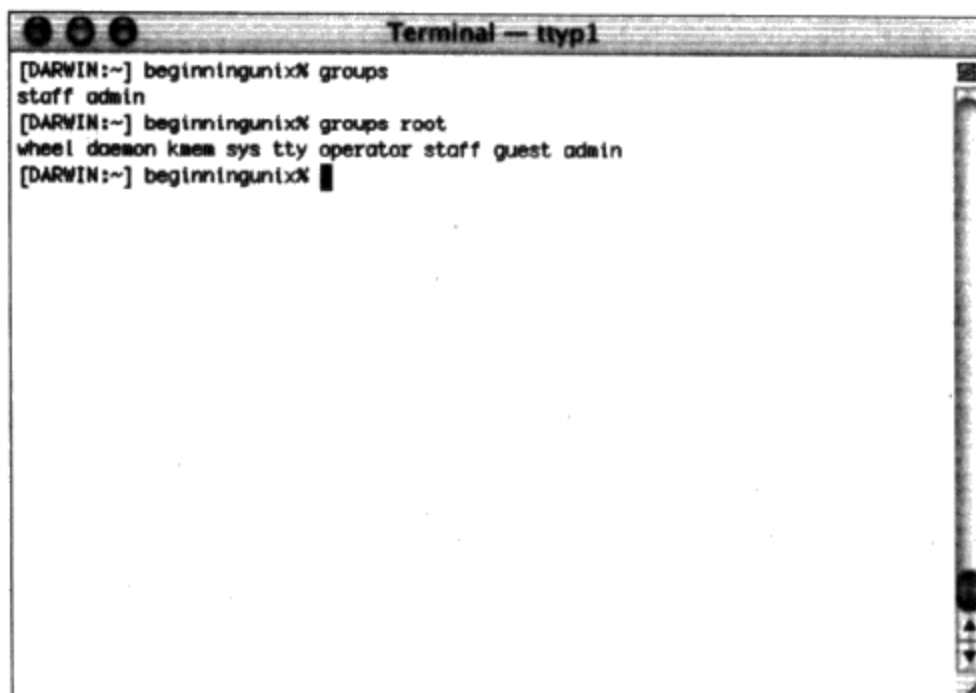 Terminal — ttyp1
[DARWIN:~] beginningunix% groups
staff admin
[DARWIN:~] beginningunix% groups root
wheel daemon kmem sys tty operator staff guest admin
[DARWIN:~] beginningunix%